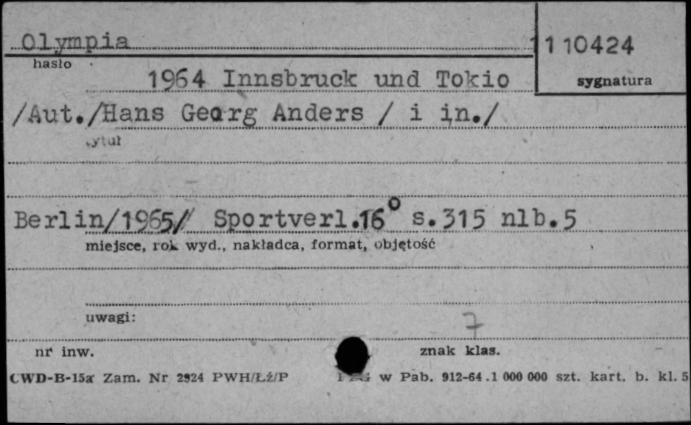 Olympia
1110424
hasło
1964 Innsbruck und Tokio
sygnatura
/Aut./Hans Georg Anders / i in./
tytuł
Berlin/1965/ Sportverl.16° s.315 nlb.5
miejsce, rok wyd., nakładca, format, objętość
uwagi:
7
nr inw.
znak klas.
CWD-B-15a Zam. Nr 2924 PWH/Łź/P
w Pab. 912-64.1 000 000 szt. kart. b. kl.5